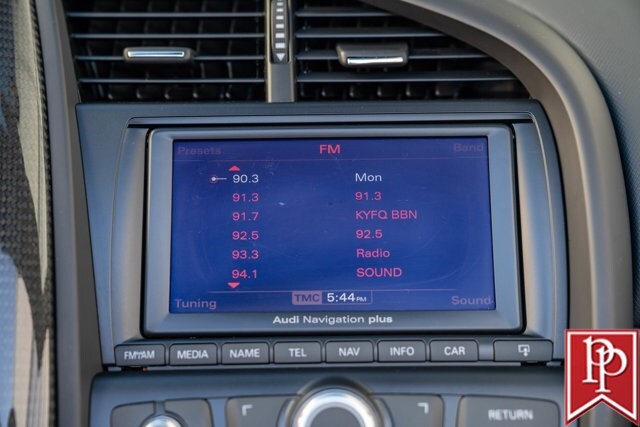 Presets FM Band
90.3 Mon
91.3 91.3
91.7 KYFQ BBN
92.5 92.5
93.3 Radio
94.1 SOUND
Tuning TMC 5:44PM Sound
Audi Navigation plus
FM/AM MEDIA NAME TEL NAV INFO CAR
RETURN
PP